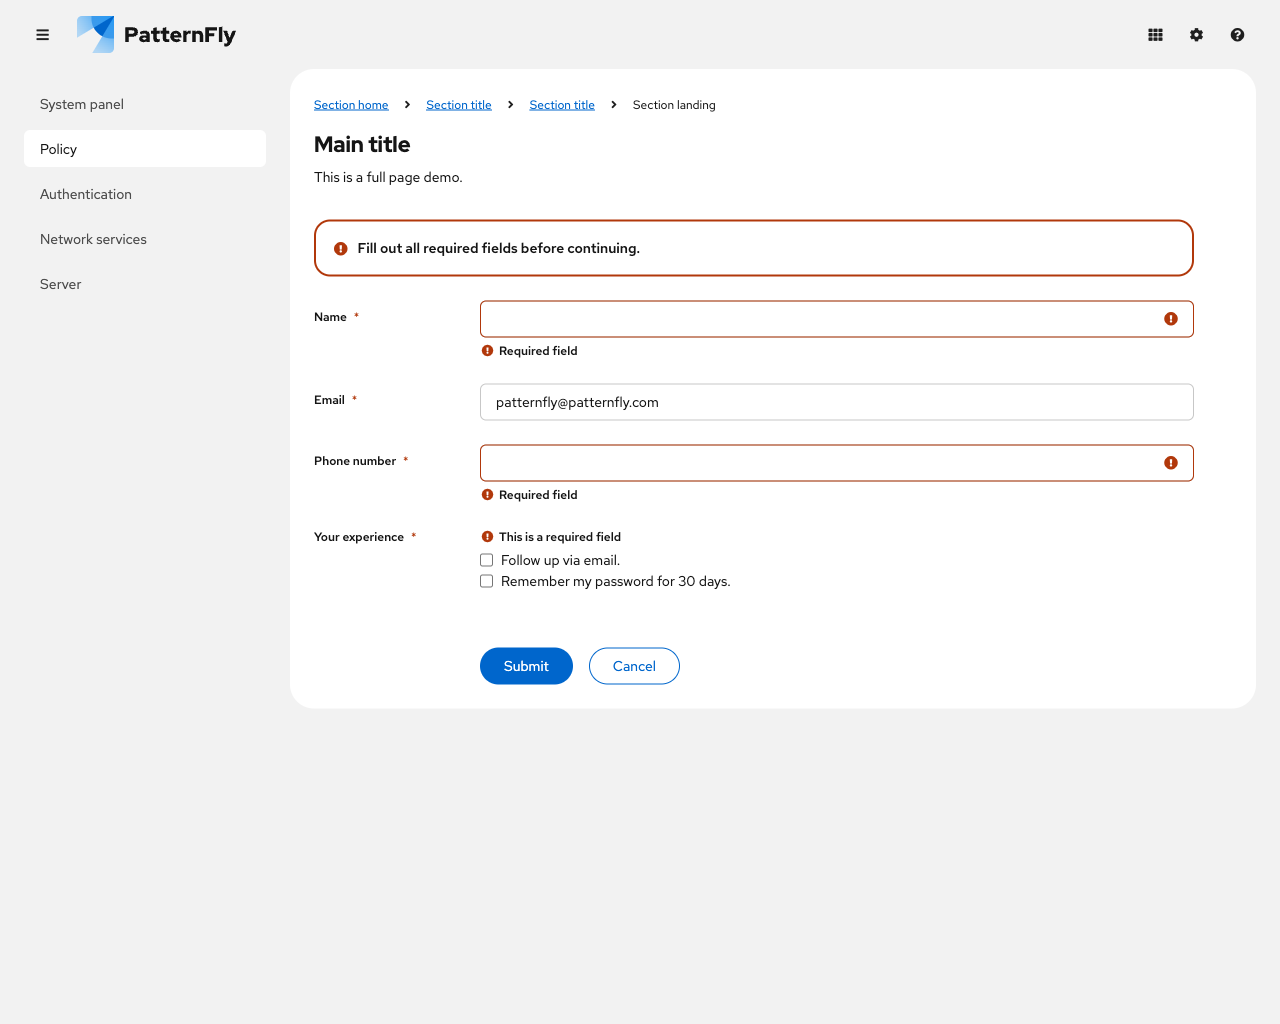 PatternFly
System panel
Policy
Authentication
Network services
Server
Section home
Section title
Section title
Section landing
Main title
This is a full page demo.
Fill out all required fields before continuing.
Name *
Required field
Email *
patternfly@patternfly.com
Phone number *
Required field
Your experience *
This is a required field
Follow up via email.
Remember my password for 30 days.
Submit
Cancel